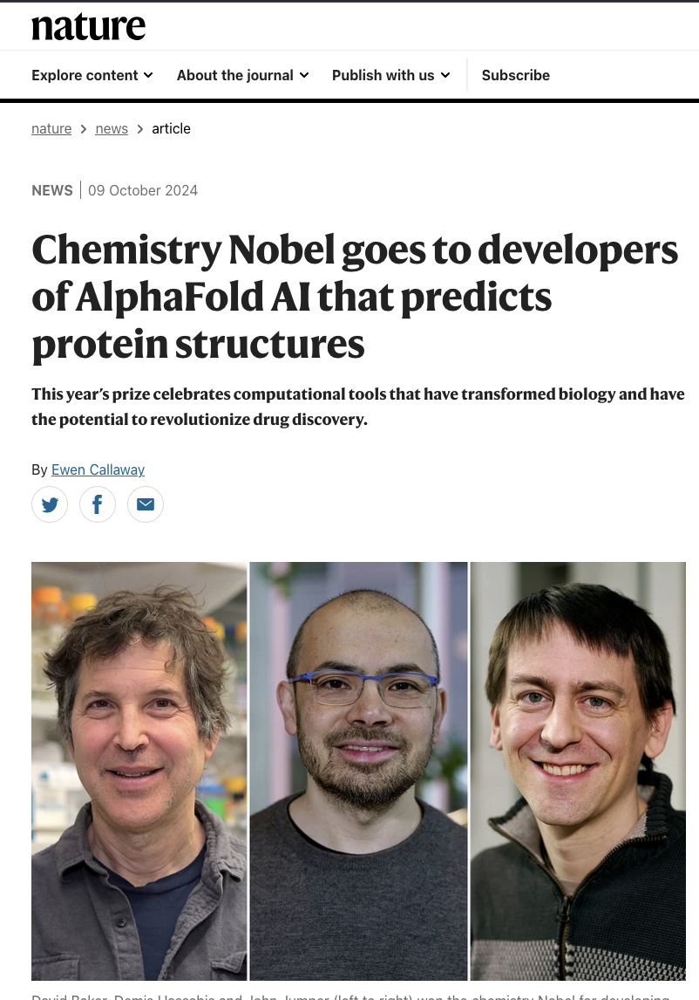 nature
Explore content About the journal Publish with us Subscribe
nature > news > article
NEWS | 09 October 2024
Chemistry Nobel goes to developers
of AlphaFold AI that predicts
protein structures
This year's prize celebrates computational tools that have transformed biology and have
the potential to revolutionize drug discovery.
By Ewen Callaway
David Baker, Demis Hassabis and John Jumper (left to right) won the chemistry Nobel for developing